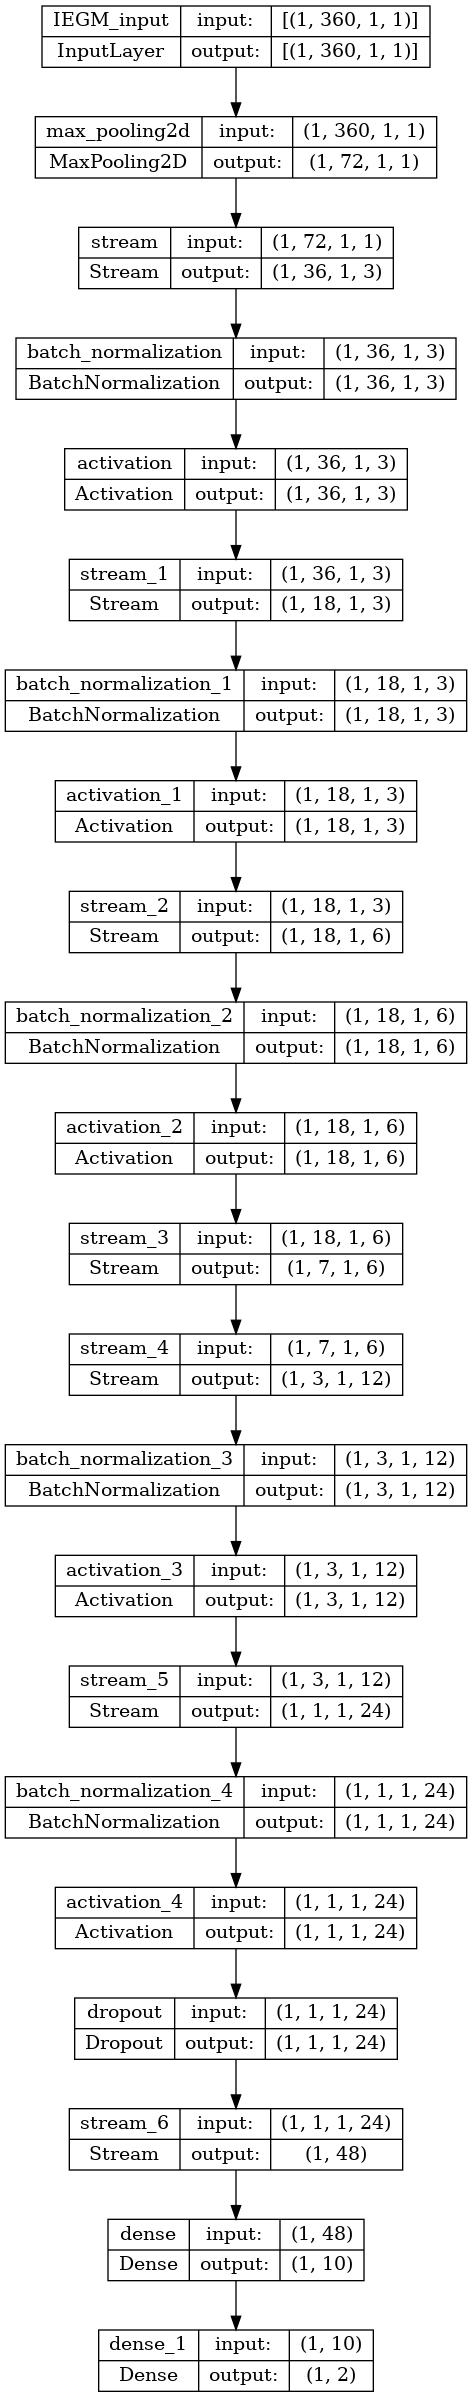 IEGM_input input: [(1, 360, 1, 1)]
InputLayer output: [(1, 360, 1, 1)]
max_pooling2d input: (1, 360, 1, 1)
MaxPooling2D output: (1, 72, 1, 1)
stream input: (1, 72, 1, 1)
Stream output: (1, 36, 1, 3)
batch_normalization input: (1, 36, 1, 3)
BatchNormalization output: (1, 36, 1, 3)
activation input: (1, 36, 1, 3)
Activation output: (1, 36, 1, 3)
stream_1 input: (1, 36, 1, 3)
Stream output: (1, 18, 1, 3)
batch_normalization_1 input: (1, 18, 1, 3)
BatchNormalization output: (1, 18, 1, 3)
activation_1 input: (1, 18, 1, 3)
Activation output: (1, 18, 1, 3)
stream_2 input: (1, 18, 1, 3)
Stream output: (1, 18, 1, 6)
batch_normalization_2 input: (1, 18, 1, 6)
BatchNormalization output: (1, 18, 1, 6)
activation_2 input: (1, 18, 1, 6)
Activation output: (1, 18, 1, 6)
stream_3 input: (1, 18, 1, 6)
Stream output: (1, 7, 1, 6)
stream_4 input: (1, 7, 1, 6)
Stream output: (1, 3, 1, 12)
batch_normalization_3 input: (1, 3, 1, 12)
BatchNormalization output: (1, 3, 1, 12)
activation_3 input: (1, 3, 1, 12)
Activation output: (1, 3, 1, 12)
stream_5 input: (1, 3, 1, 12)
Stream output: (1, 1, 1, 24)
batch_normalization_4 input: (1, 1, 1, 24)
BatchNormalization output: (1, 1, 1, 24)
activation_4 input: (1, 1, 1, 24)
Activation output: (1, 1, 1, 24)
dropout input: (1, 1, 1, 24)
Dropout output: (1, 1, 1, 24)
stream_6 input: (1, 1, 1, 24)
Stream output: (1, 48)
dense input: (1, 48)
Dense output: (1, 10)
dense_1 input: (1, 10)
Dense output: (1, 2)